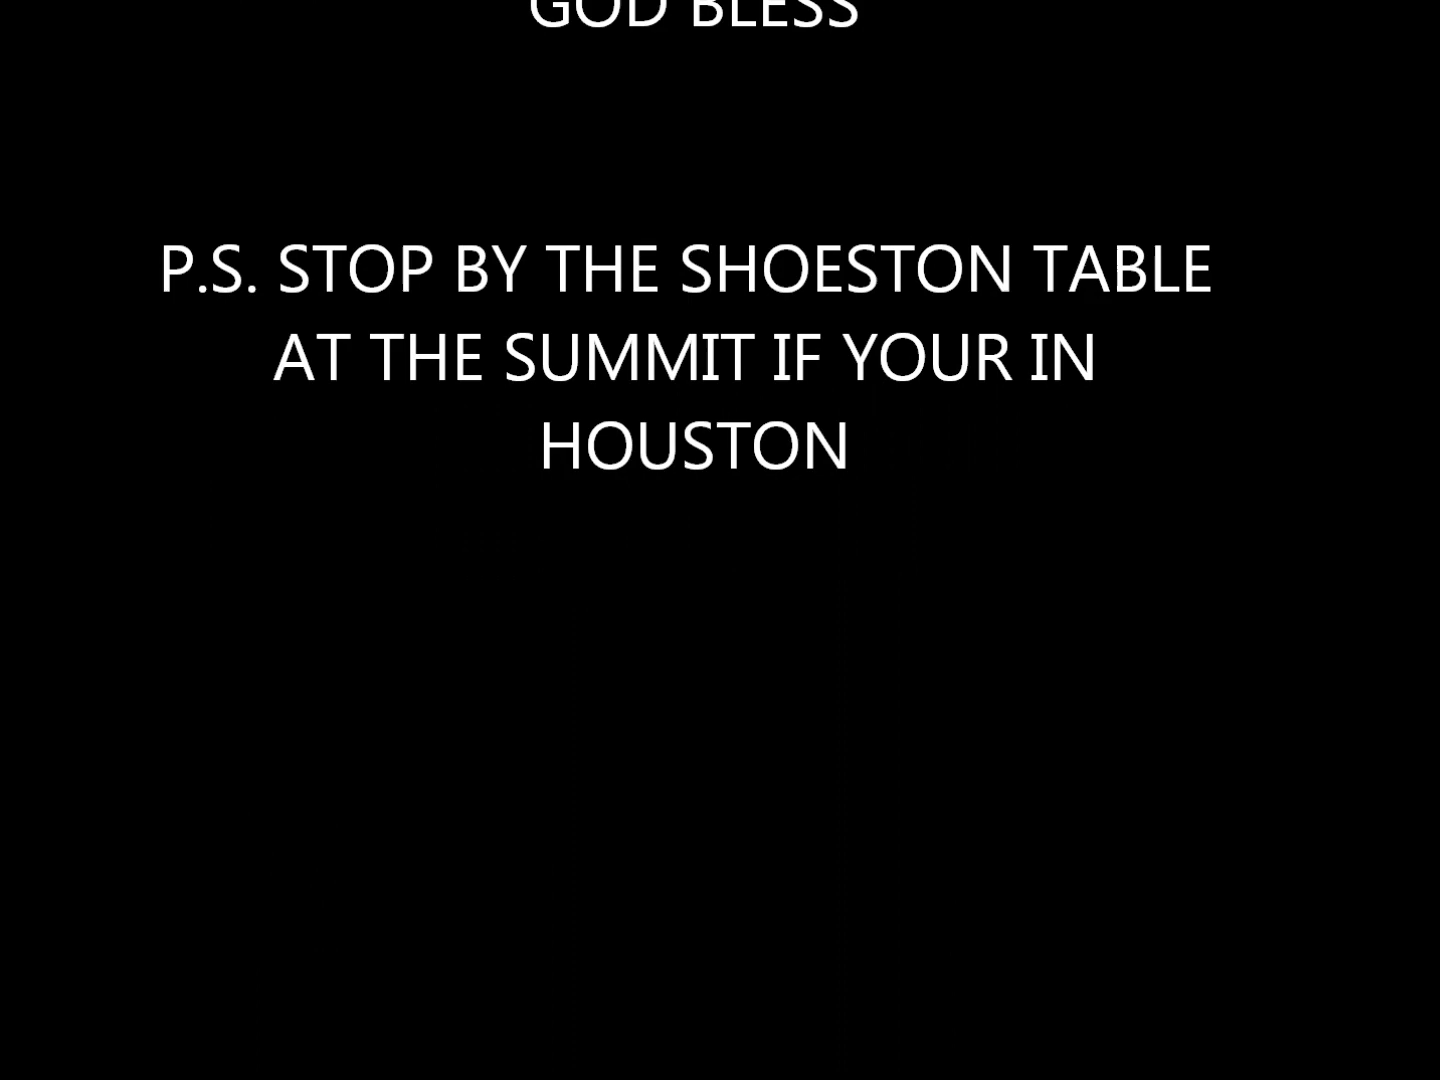 GOD BLESS
P.S. STOP BY THE SHOESTON TABLE
AT THE SUMMIT IF YOUR IN
HOUSTON